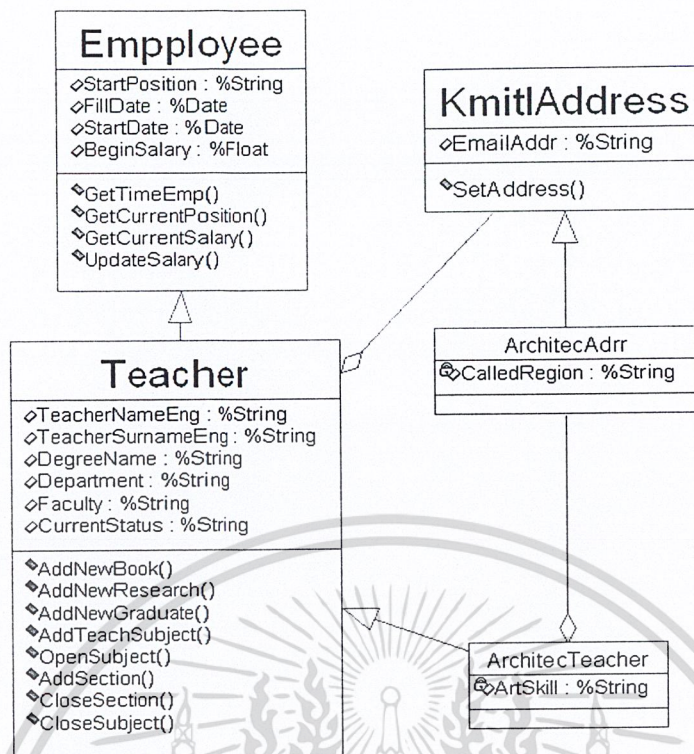 Empployee
StartPosition : %String
FillDate : %Date
StartDate : %Date
BeginSalary : %Float
GetTimeEmp()
GetCurrentPosition()
GetCurrentSalary()
UpdateSalary()
KmitlAddress
EmailAddr : %String
SetAddress()
Teacher
TeacherNameEng : %String
TeacherSurnameEng : %String
DegreeName : %String
Department : %String
Faculty : %String
CurrentStatus : %String
AddNewBook()
AddNewResearch()
AddNewGraduate()
AddTeachSubject()
OpenSubject()
AddSection()
CloseSection()
CloseSubject()
ArchitecAdrr
CalledRegion : %String
ArchitecTeacher
ArtSkill : %String